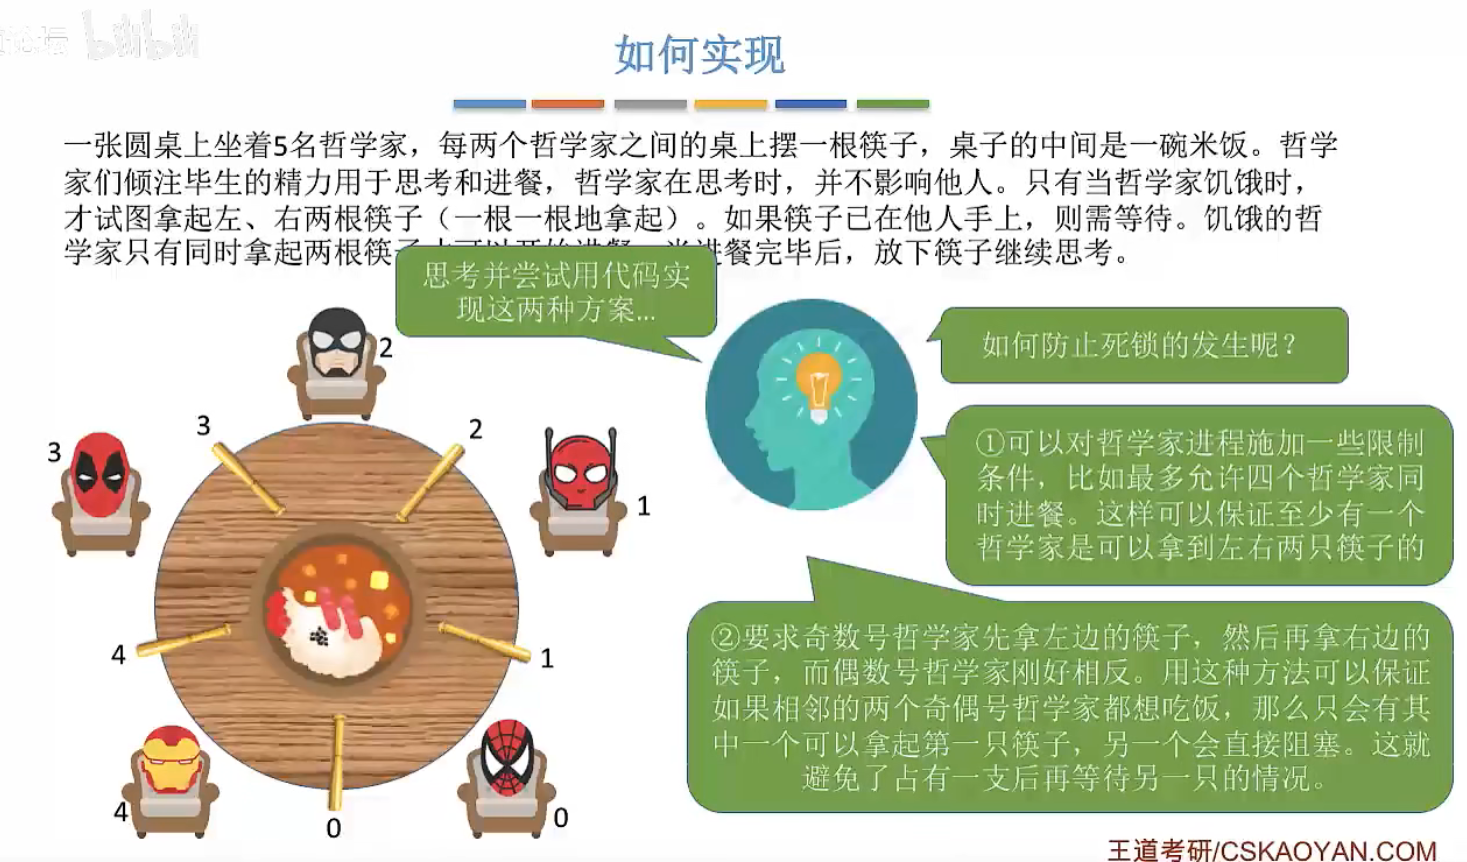 bilibili
如何实现
一张圆桌上坐着5名哲学家，每两个哲学家之间的桌上摆一根筷子，桌子的中间是一碗米饭。哲学
家们倾注毕生的精力用于思考和进餐，哲学家在思考时，并不影响他人。只有当哲学家饥饿时，
才试图拿起左、右两根筷子（一根一根地拿起）。如果筷子已在他人手上，则需等待。饥饿的哲
学家只有同时拿起两根筷 进餐完毕后，放下筷子继续思考。
思考并尝试用代码实
现这两种方案...
如何防止死锁的发生呢？
①可以对哲学家进程施加一些限制
条件，比如最多允许四个哲学家同
时进餐。这样可以保证至少有一个
哲学家是可以拿到左右两只筷子的
②要求奇数号哲学家先拿左边的筷子，然后再拿右边的
筷子，而偶数号哲学家刚好相反。用这种方法可以保证
如果相邻的两个奇偶号哲学家都想吃饭，那么只会有其
中一个可以拿起第一只筷子，另一个会直接阻塞。这就
避免了占有一支后再等待另一只的情况。
2
3
2
3
1
4
1
4
0
0
王道考研/CSKAOYAN.COM